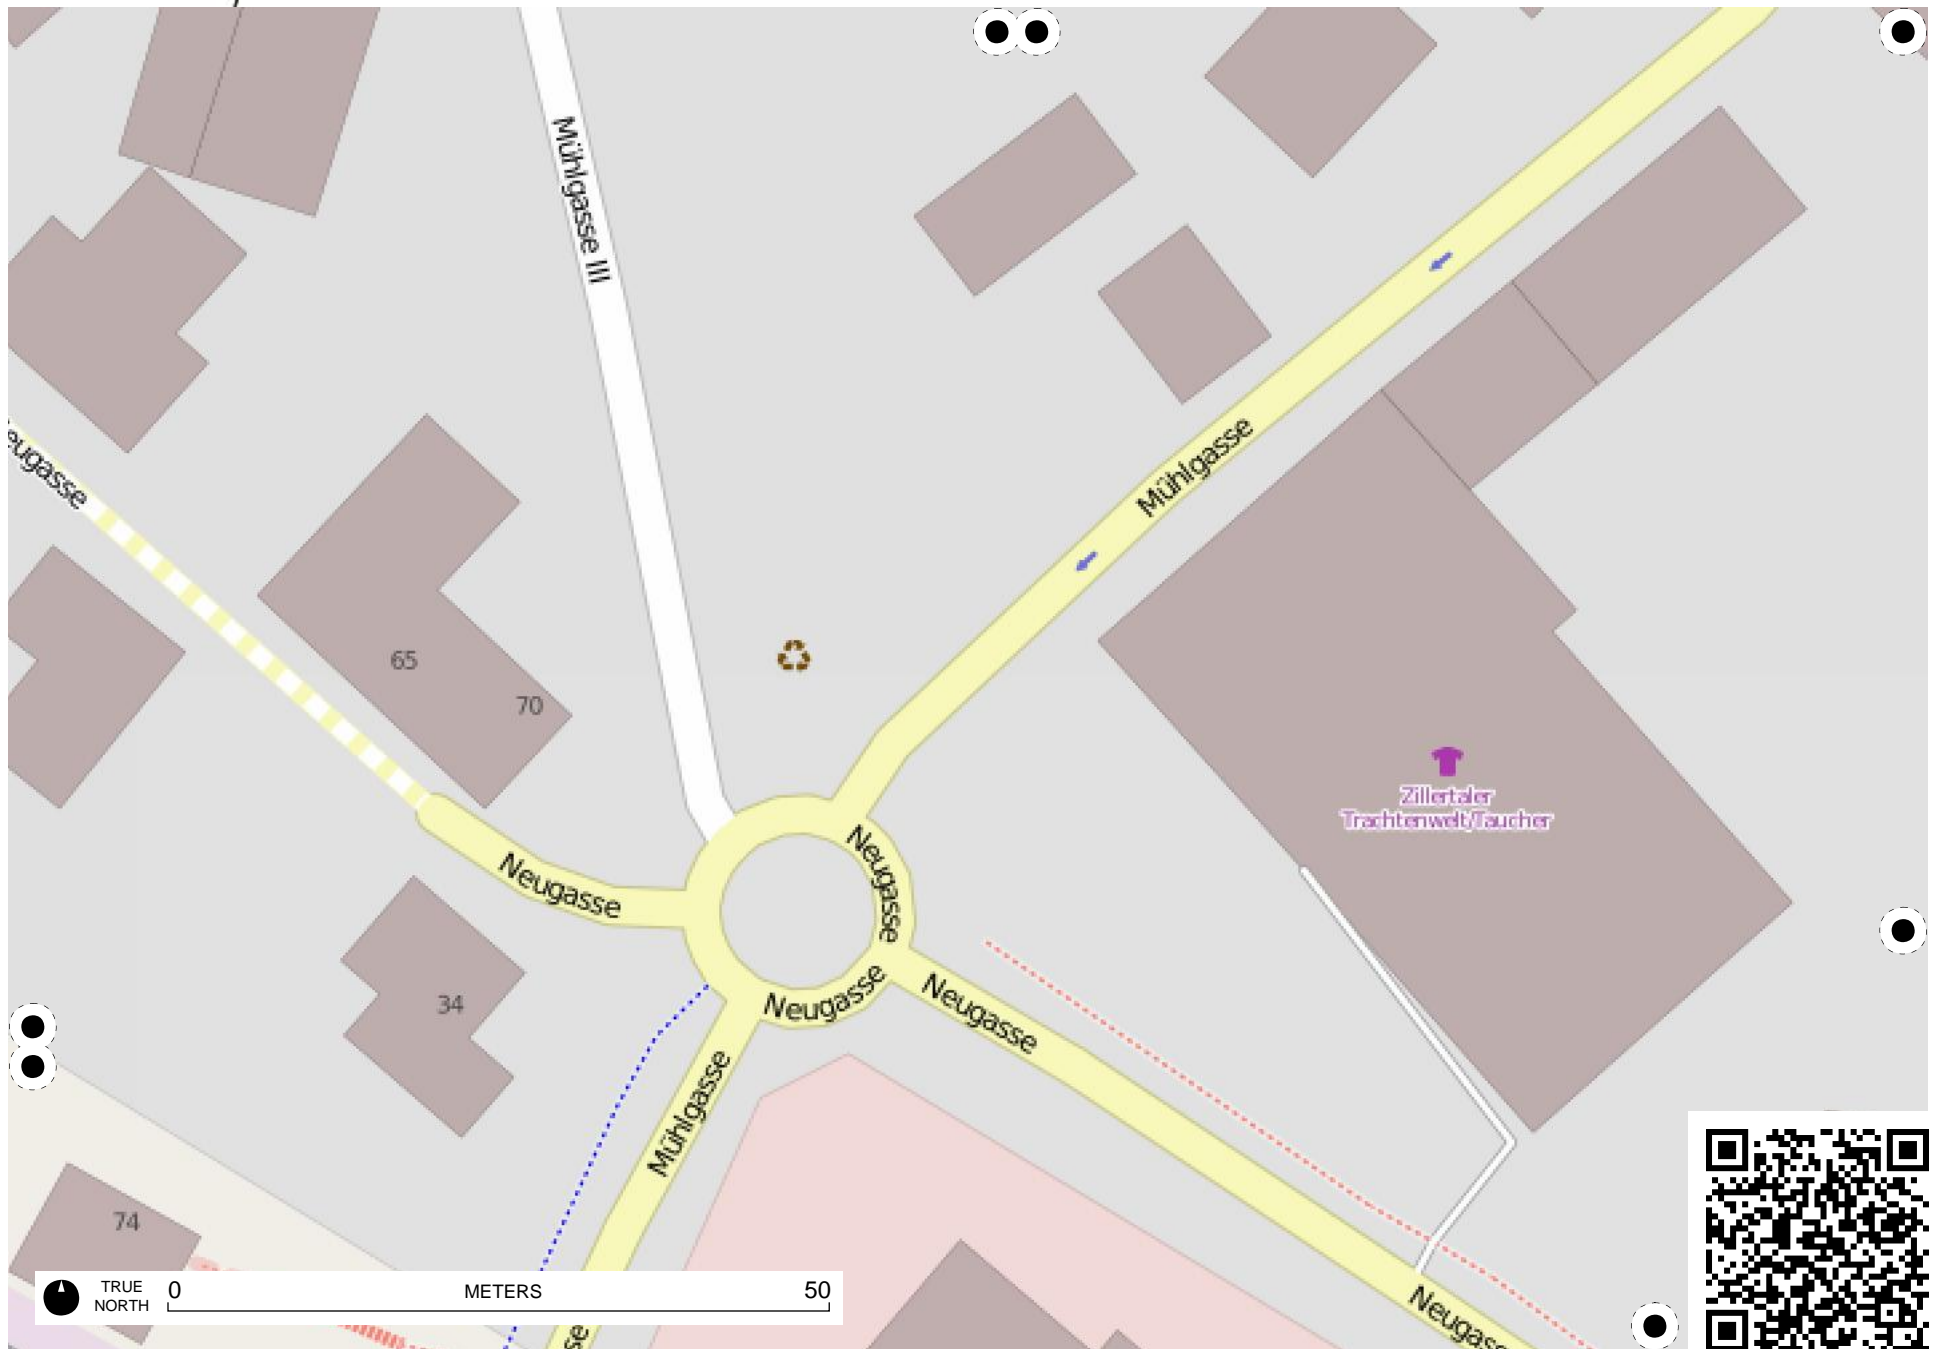 Mühlgasse III
Mühlgasse
eugasse
65
70
Zillertaler
Trachtenwelt/Taucher
Neugasse
Neugasse
Neugasse
Neugasse
34
Mühlgasse
74
TRUE
NORTH
0
METERS
50
Neugass
se